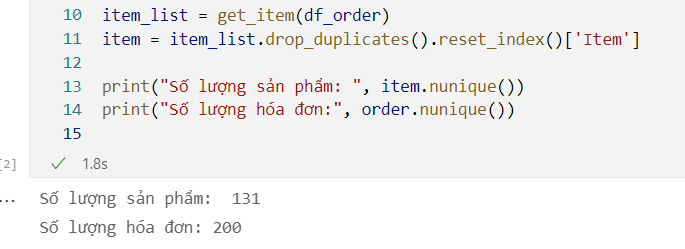 10 item_list = get_item(df_order)
11 item = item_list.drop_duplicates().reset_index()['Item']
12
13 print("Số lượng sản phẩm: ", item.nunique())
14 print("Số lượng hóa đơn:", order.nunique())
15
[2] ✓ 1.8s
... Số lượng sản phẩm:  131
Số lượng hóa đơn: 200